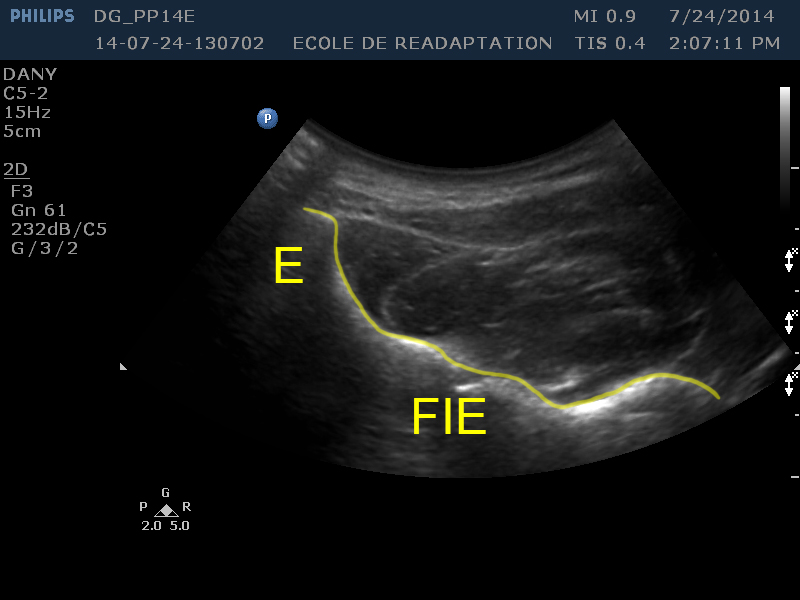 PHILIPS DG_PP14E MI 0.9 7/24/2014
14-07-24-130702 ECOLE DE READAPTATION TIS 0.4 2:07:11 PM
DANY
C5-2
15Hz
5cm
P
2D
F3
Gn 61
232dB/C5
G/3/2
E
FIE
G
P R
2.0 5.0